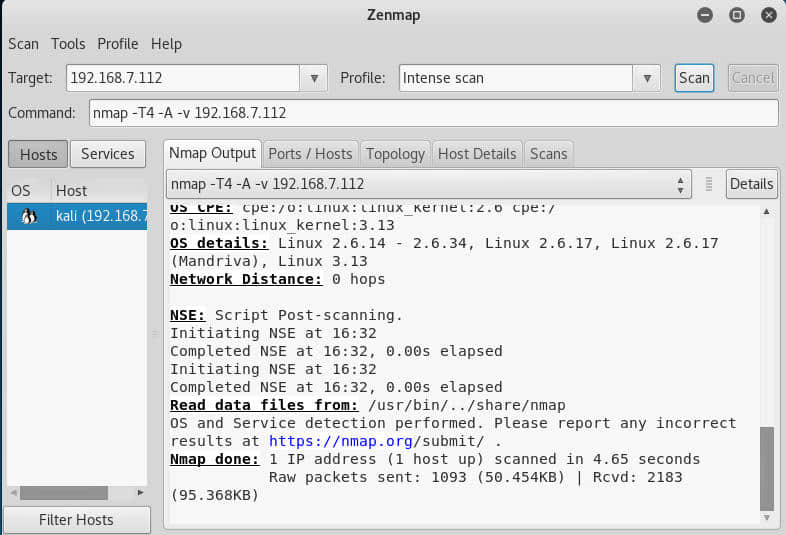 Zenmap
Scan Tools Profile Help
Target: 192.168.7.112 Profile: Intense scan Scan Cancel
Command: nmap -T4 -A -v 192.168.7.112
Hosts Services
OS Host
kali (192.168.7
Filter Hosts
Nmap Output Ports / Hosts Topology Host Details Scans
nmap -T4 -A -v 192.168.7.112 Details
OS CPE: cpe:/o:linux:linux_kernel:2.6 cpe:/
o:linux:linux_kernel:3.13
OS details: Linux 2.6.14 - 2.6.34, Linux 2.6.17, Linux 2.6.17
(Mandriva), Linux 3.13
Network Distance: 0 hops
NSE: Script Post-scanning.
Initiating NSE at 16:32
Completed NSE at 16:32, 0.00s elapsed
Initiating NSE at 16:32
Completed NSE at 16:32, 0.00s elapsed
Read data files from: /usr/bin/../share/nmap
OS and Service detection performed. Please report any incorrect
results at https://nmap.org/submit/ .
Nmap done: 1 IP address (1 host up) scanned in 4.65 seconds
Raw packets sent: 1093 (50.454KB) | Rcvd: 2183
(95.368KB)